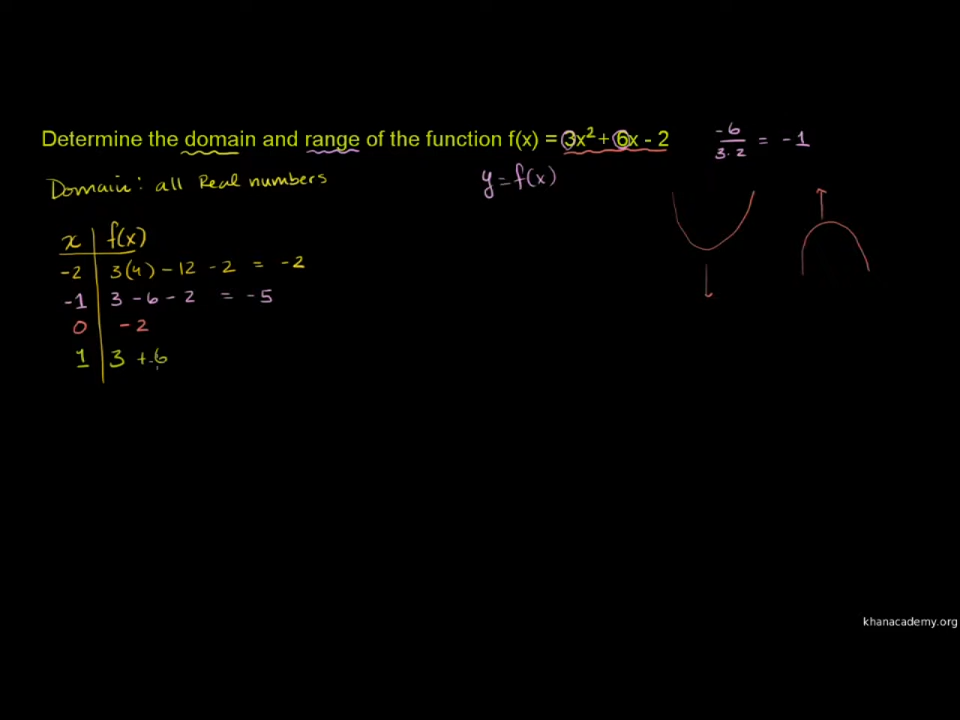 Determine the domain and range of the function f(x) = 3x² + 6x - 2
-6
3·2 = -1
Domain: all Real numbers
y = f(x)
x f(x)
-2 3(4) - 12 - 2 = -2
-1 3 - 6 - 2 = -5
0 -2
1 3 + 6
khanacademy.org